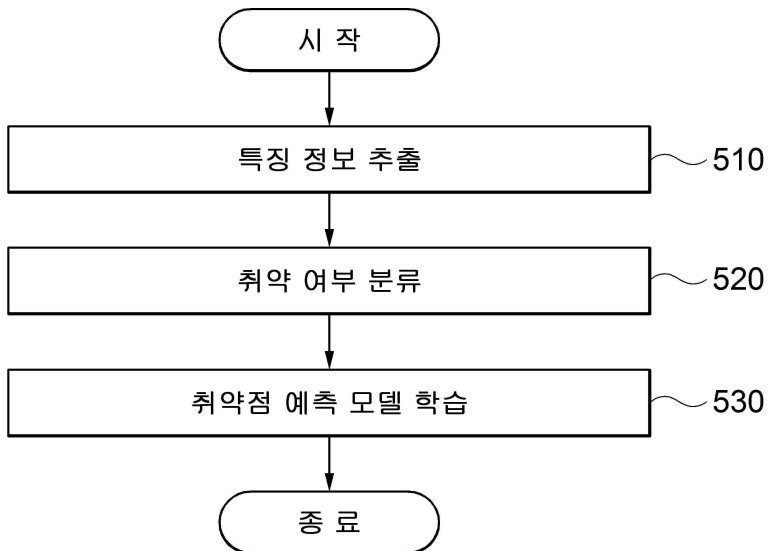 시 작
특징 정보 추출
510
취약 여부 분류
520
취약점 예측 모델 학습
530
종 료